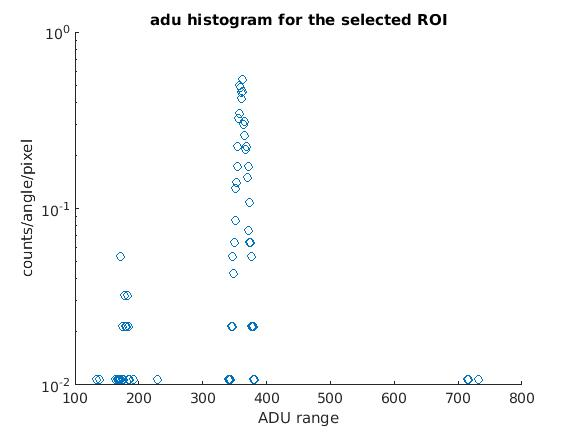 adu histogram for the selected ROI
10^0
10^-1
10^-2
counts/angle/pixel
100 200 300 400 500 600 700 800
ADU range